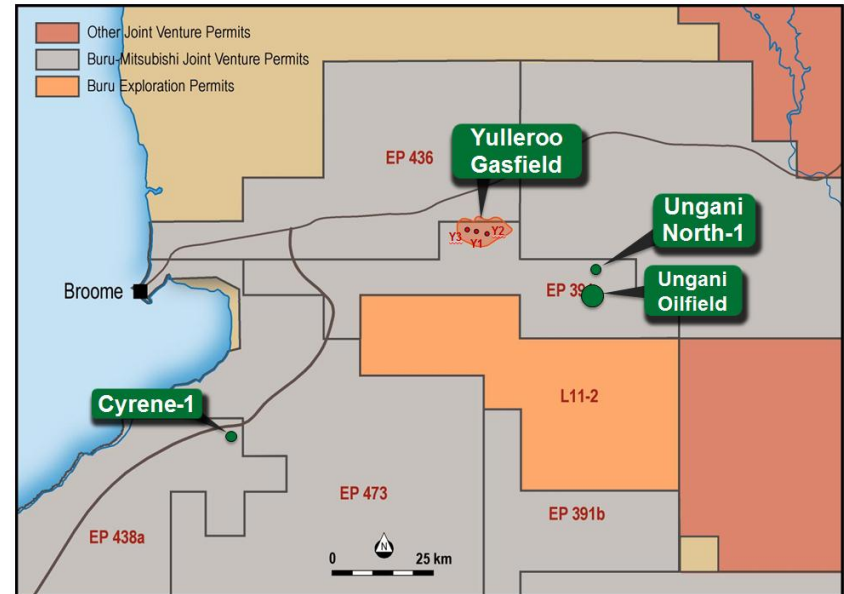 Other Joint Venture Permits
Buru-Mitsubishi Joint Venture Permits
Buru Exploration Permits
EP 436
Yulleroo
Gasfield
Y3
Y1
Y2
Ungani
North-1
Broome
EP 39
Ungani
Oilfield
Cyrene-1
L11-2
EP 473
EP 391b
EP 438a
N
0
25 km